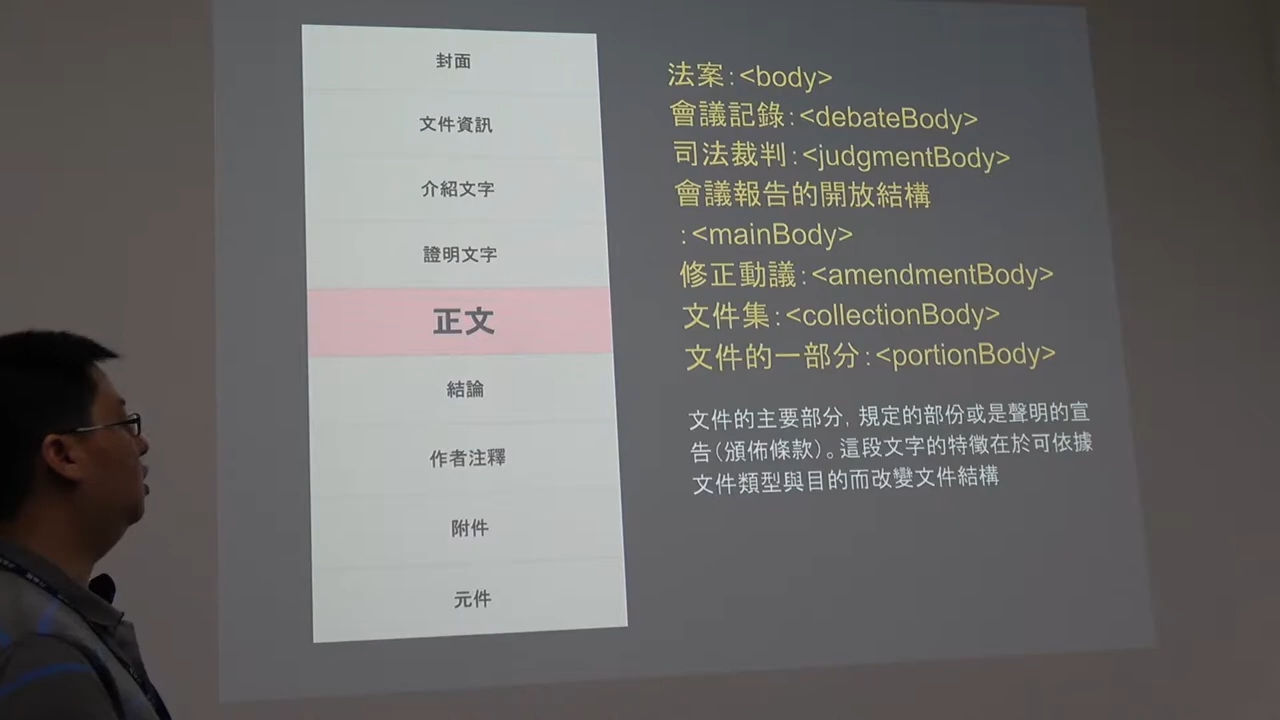 封面
文件資訊
介紹文字
證明文字
正文
結論
作者注釋
附件
元件
法案:<body>
會議記錄:<debateBody>
司法裁判:<judgmentBody>
會議報告的開放結構
:<mainBody>
修正動議:<amendmentBody>
文件集:<collectionBody>
文件的一部分:<portionBody>
文件的主要部分, 規定的部份或是聲明的宣
告(頒佈條款)。這段文字的特徵在於可依據
文件類型與目的而改變文件結構